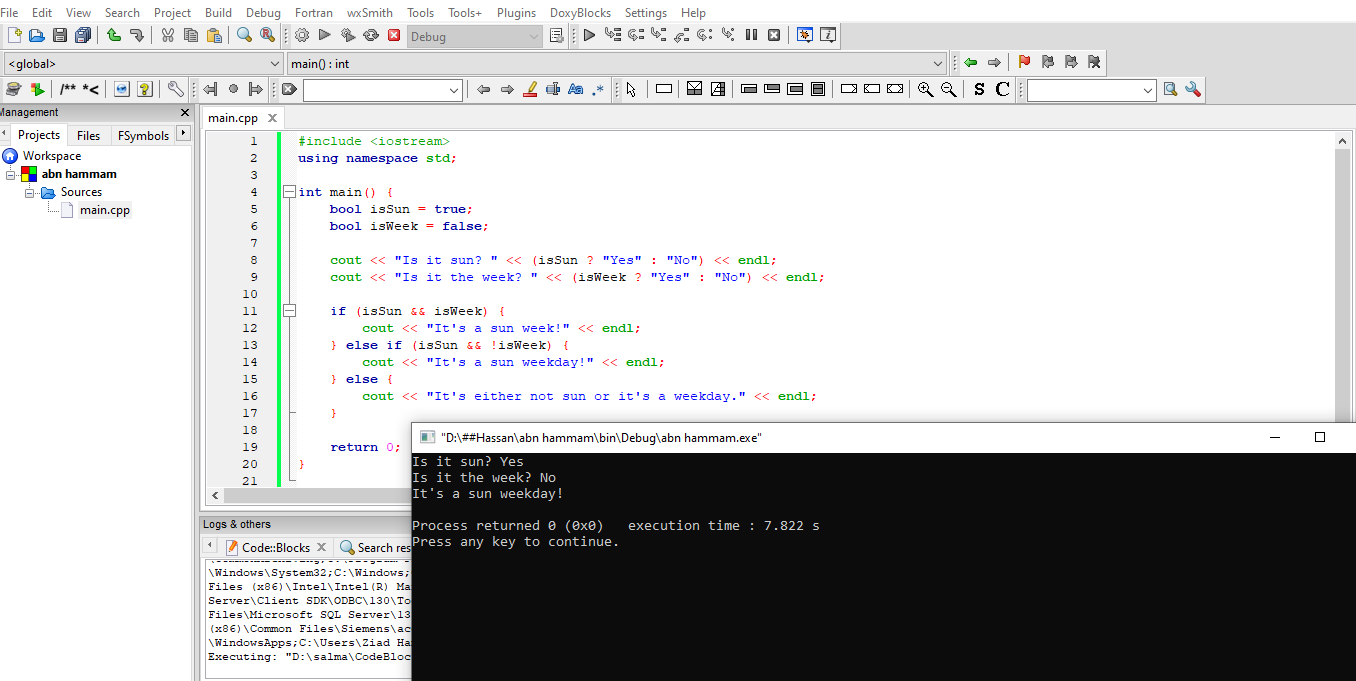 File Edit View Search Project Build Debug Fortran wxSmith Tools Tools+ Plugins DoxyBlocks Settings Help
Debug
<global> main() : int
/** *< Aa .* S C
Management
main.cpp
Projects Files FSymbols
Workspace
abn hammam
Sources
main.cpp
1 #include <iostream>
2 using namespace std;
3
4 int main() {
5 bool isSun = true;
6 bool isWeek = false;
7
8 cout << "Is it sun? " << (isSun ? "Yes" : "No") << endl;
9 cout << "Is it the week? " << (isWeek ? "Yes" : "No") << endl;
10
11 if (isSun && isWeek) {
12 cout << "It's a sun week!" << endl;
13 } else if (isSun && !isWeek) {
14 cout << "It's a sun weekday!" << endl;
15 } else {
16 cout << "It's either not sun or it's a weekday." << endl;
17 }
18
19 return 0;
20 }
21
"D:\##Hassan\abn hammam\bin\Debug\abn hammam.exe"
Is it sun? Yes
Is it the week? No
It's a sun weekday!
Process returned 0 (0x0) execution time : 7.822 s
Press any key to continue.
Logs & others
Code::Blocks Search res
\Windows\System32;C:\Windows;
Files (x86)\Intel\Intel(R) Ma
Server\Client SDK\ODBC\130\To
Files\Microsoft SQL Server\13
(x86)\Common Files\Siemens\ac
\WindowsApps;C:\Users\Ziad Ha
Executing: "D:\salma\CodeBloc